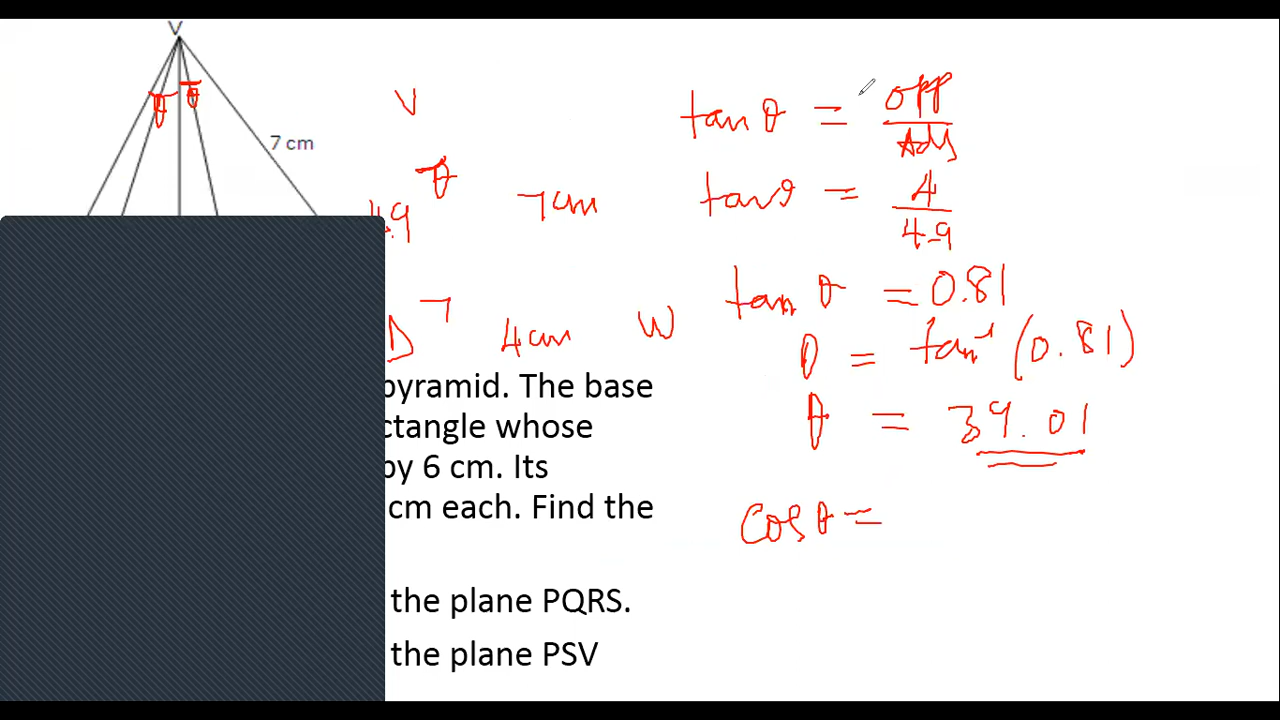 V
θ θ
7 cm
V
θ
4.9
7cm
D
4cm
W
pyramid. The base
ctangle whose
by 6 cm. Its
cm each. Find the
the plane PQRS.
the plane PSV
tan θ = opp/Adj
tan θ = 4/4.9
tan θ = 0.81
θ = tan⁻¹ (0.81)
θ = 39.01
Cos θ =